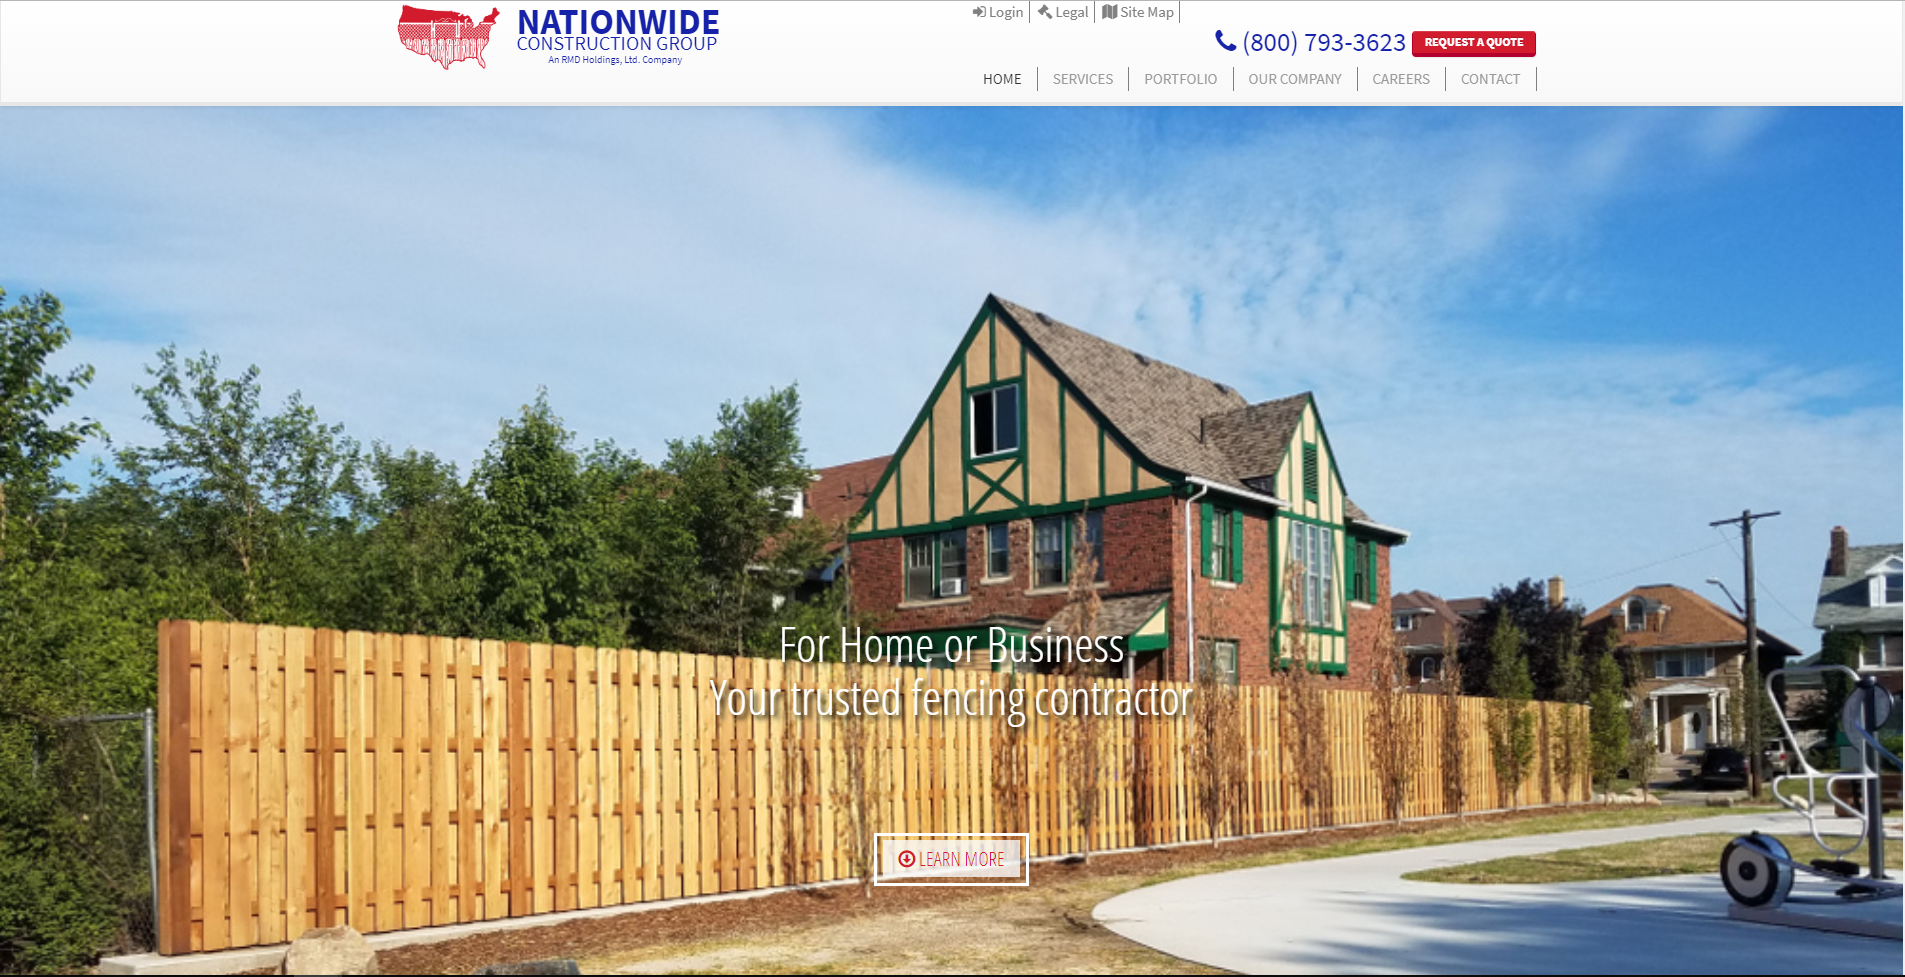 NATIONWIDE
CONSTRUCTION GROUP
An RMD Holdings, Ltd. Company
Login
Legal
Site Map
(800) 793-3623
REQUEST A QUOTE
HOME
SERVICES
PORTFOLIO
OUR COMPANY
CAREERS
CONTACT
For Home or Business
Your trusted fencing contractor
LEARN MORE